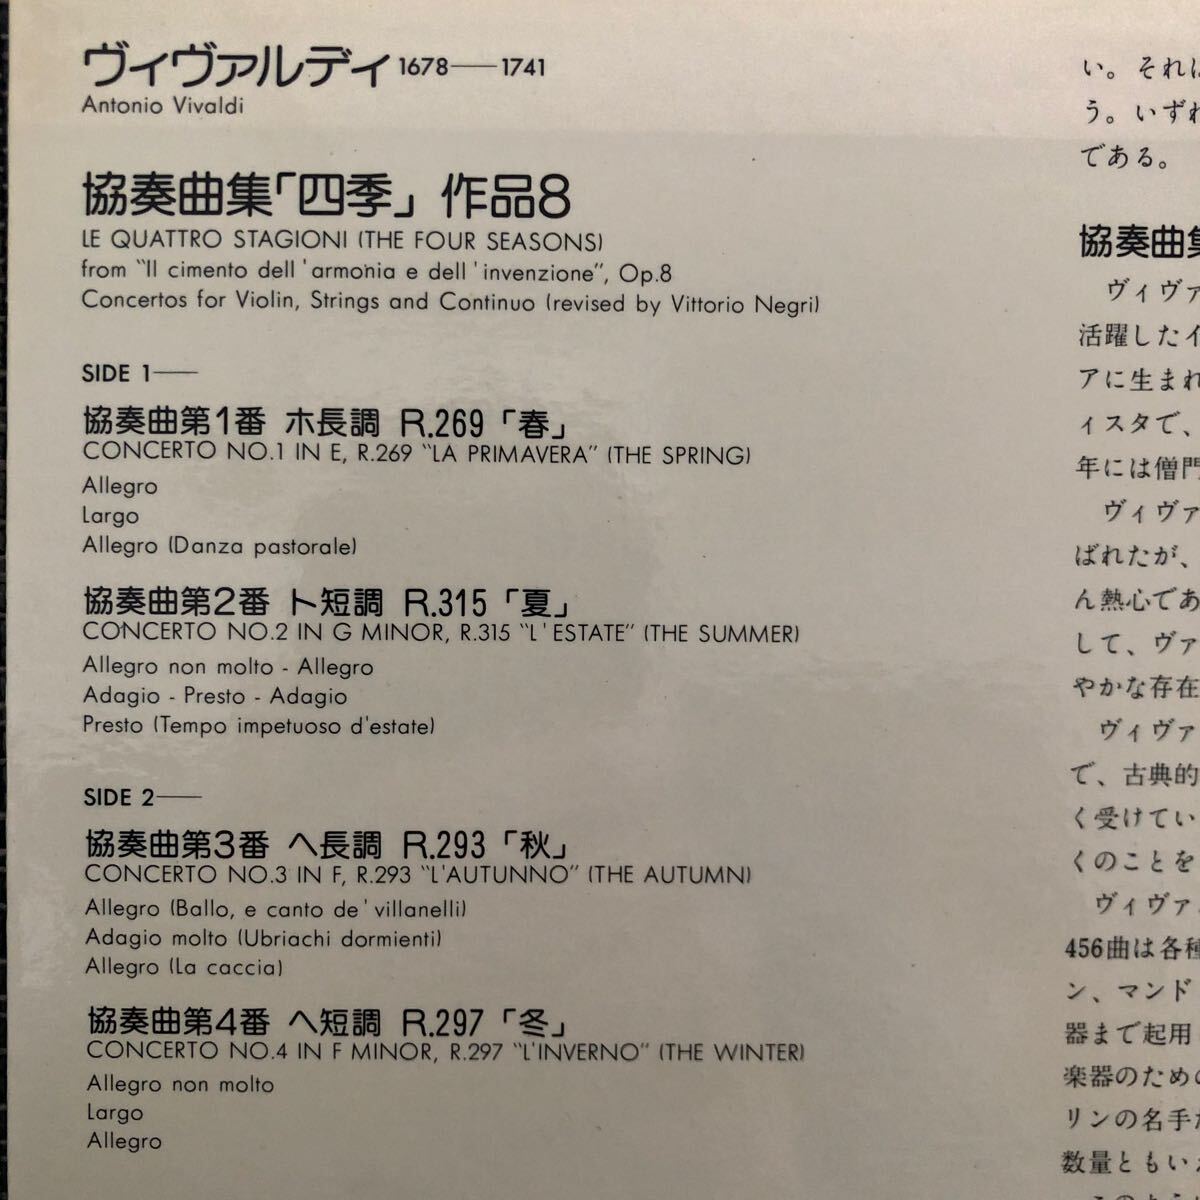 ヴィヴァルディ 1678—1741
Antonio Vivaldi
協奏曲集「四季」 作品8
LE QUATTRO STAGIONI (THE FOUR SEASONS)
from "Il cimento dell'armonia e dell'invenzione", Op.8
Concertos for Violin, Strings and Continuo (revised by Vittorio Negri)
SIDE 1—
協奏曲第1番 ホ長調 R.269「春」
CONCERTO NO.1 IN E, R.269 "LA PRIMAVERA" (THE SPRING)
Allegro
Largo
Allegro (Danza pastorale)
協奏曲第2番 ト短調 R.315「夏」
CONCERTO NO.2 IN G MINOR, R.315 "L'ESTATE" (THE SUMMER)
Allegro non molto - Allegro
Adagio - Presto - Adagio
Presto (Tempo impetuoso d'estate)
SIDE 2—
協奏曲第3番 ヘ長調 R.293「秋」
CONCERTO NO.3 IN F, R.293 "L'AUTUNNO" (THE AUTUMN)
Allegro (Ballo, e canto de' villanelli)
Adagio molto (Ubriachi dormienti)
Allegro (La caccia)
協奏曲第4番 ヘ短調 R.297「冬」
CONCERTO NO.4 IN F MINOR, R.297 "L'INVERNO" (THE WINTER)
Allegro non molto
Largo
Allegro
い。それは
う。いずれ
である。
協奏曲集
ヴィヴァ
活躍したイ
アに生まれ
ィスタで、
年には僧門
ヴィヴァ
ばれたが、
ん熱心であ
して、ヴァ
やかな存在
ヴィヴァ
で、古典的
く受けてい
くのことを
ヴィヴァ
456曲は各種
ン、マンド
器まで起用
楽器のための
リンの名手
数量ともいえ
このよう